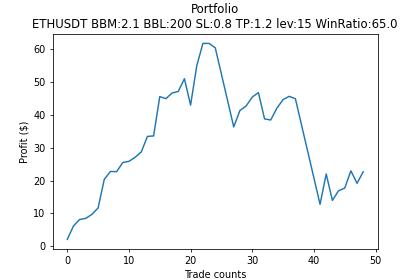 Portfolio
ETHUSDT BBM:2.1 BBL:200 SL:0.8 TP:1.2 lev:15 WinRatio:65.0
Profit ($)
60
50
40
30
20
10
0
0 10 20 30 40 50
Trade counts